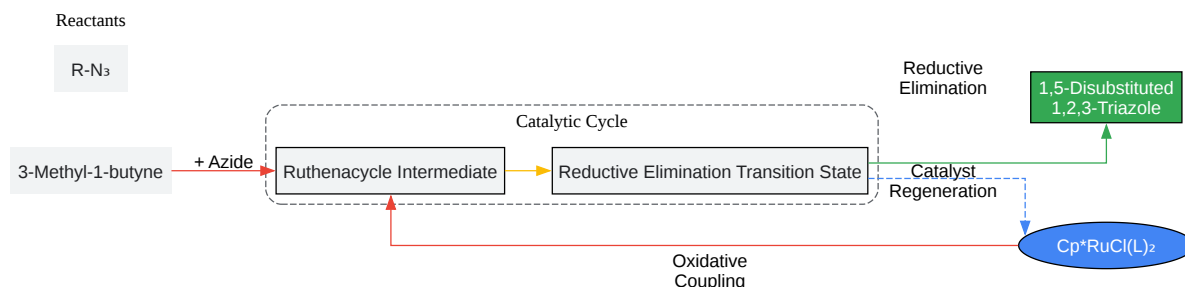 Reactants
R-N₃
3-Methyl-1-butyne
+ Azide
Catalytic Cycle
Ruthenacycle Intermediate
Reductive Elimination Transition State
Reductive
Elimination
1,5-Disubstituted
1,2,3-Triazole
Catalyst
Regeneration
Cp*RuCl(L)₂
Oxidative
Coupling